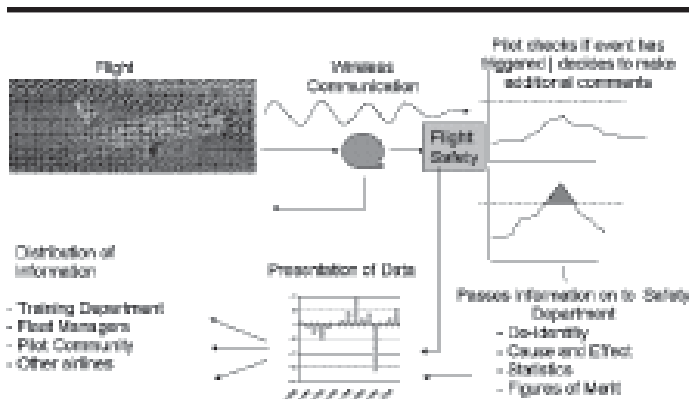 Flight
Wireless
Communication
Pilot checks if event has
triggered | decides to make
additional comments
Flight
Safety
Distribution of
information
- Training Department
- Fleet Managers
- Pilot Community
- Other airlines
Presentation of Data
Passes information on to Safety
Department
- De-Identify
- Cause and Effect
- Statistics
- Figures of Merit